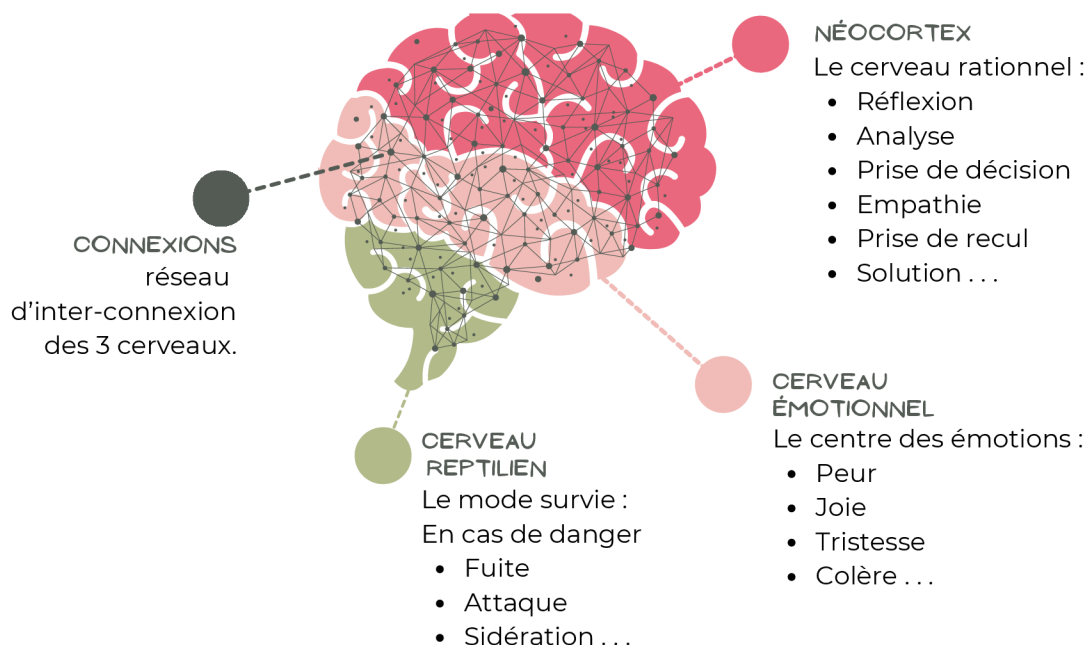 NÉOCORTEX
Le cerveau rationnel :
• Réflexion
• Analyse
• Prise de décision
• Empathie
• Prise de recul
• Solution . . .
CONNEXIONS
réseau
d'inter-connexion
des 3 cerveaux.
CERVEAU
ÉMOTIONNEL
Le centre des émotions :
• Peur
• Joie
• Tristesse
• Colère . . .
CERVEAU
REPTILIEN
Le mode survie :
En cas de danger
• Fuite
• Attaque
• Sidération . . .